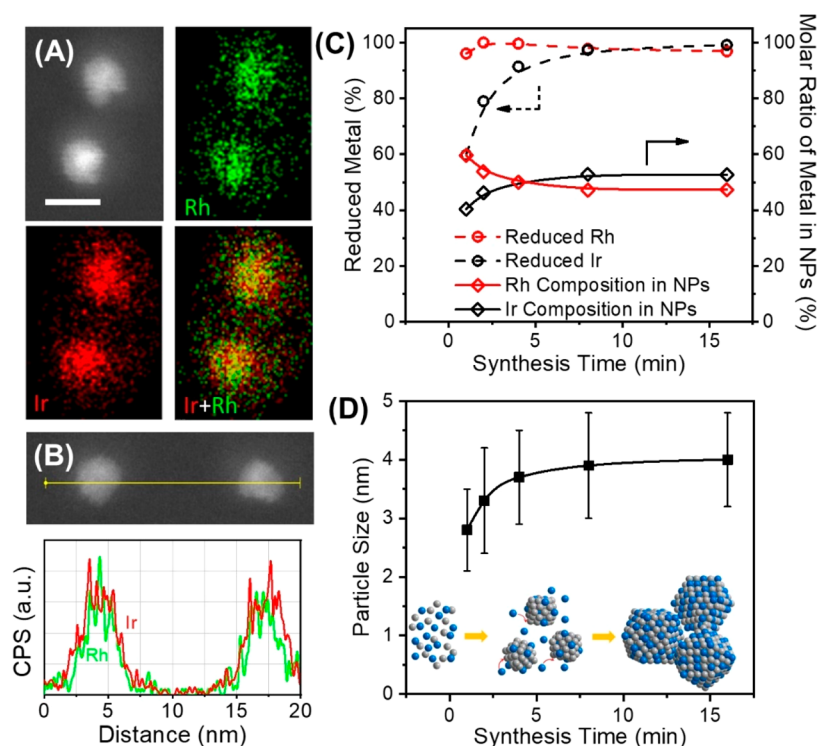 (A)
Rh
Ir
Ir+Rh
(B)
CPS (a.u.)
Ir
Rh
0
5
10
15
20
Distance (nm)
(C)
Reduced Metal (%)
100
80
60
40
20
0
Reduced Rh
Reduced Ir
Rh Composition in NPs
Ir Composition in NPs
100
80
60
40
20
0
Molar Ratio of
Metal in NPs (%)
0
5
10
15
Synthesis Time (min)
(D)
Particle Size (nm)
5
4
3
2
1
0
0
5
10
15
Synthesis Time (min)